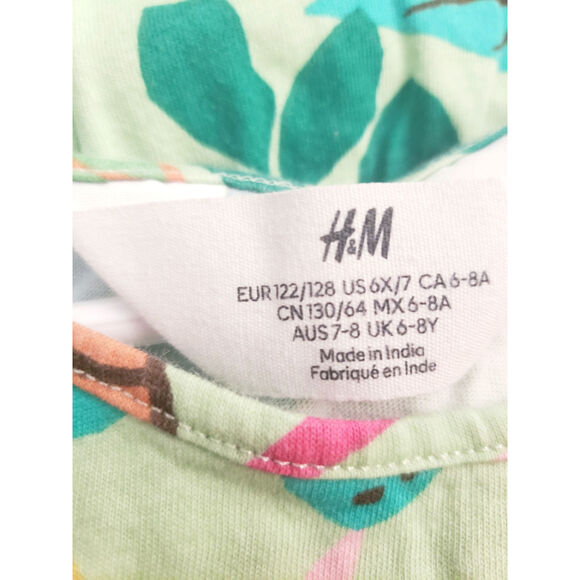 H&M
EUR 122/128 US 6X/7 CA 6-8A
CN 130/64 MX 6-8A
AUS 7-8 UK 6-8Y
Made in India
Fabriqué en Inde